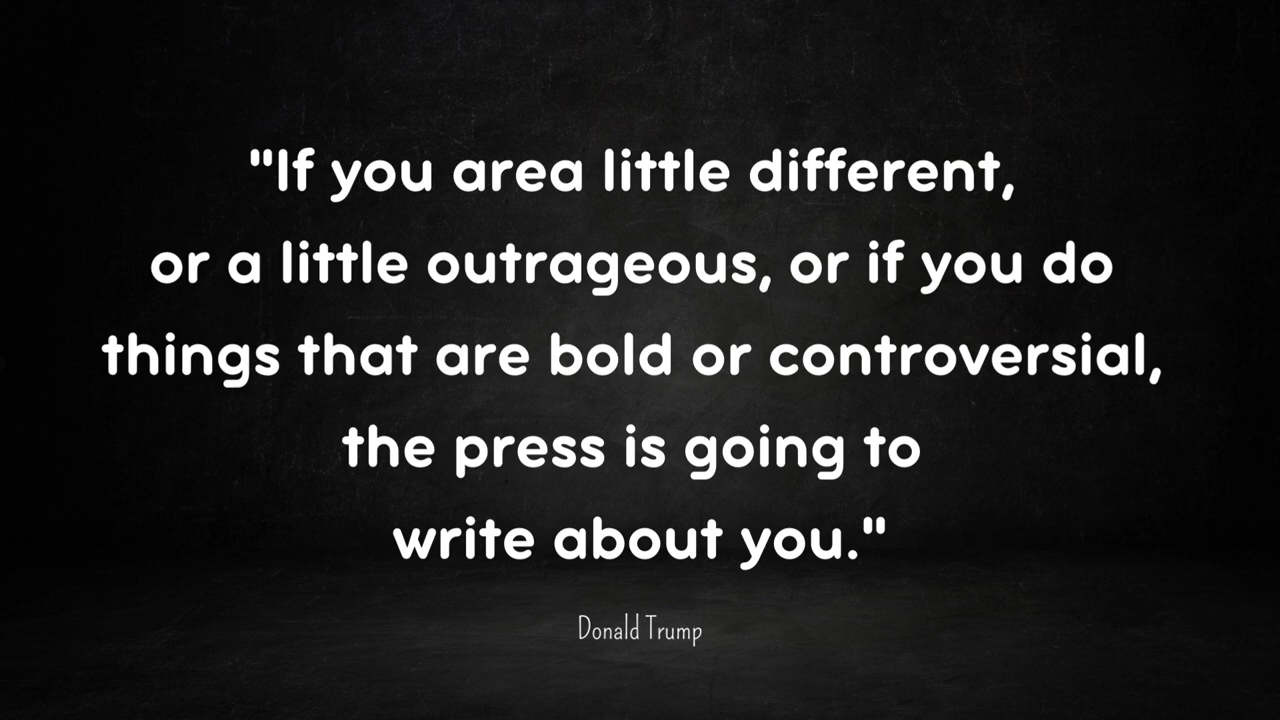 "If you area little different,
or a little outrageous, or if you do
things that are bold or controversial,
the press is going to
write about you."
Donald Trump